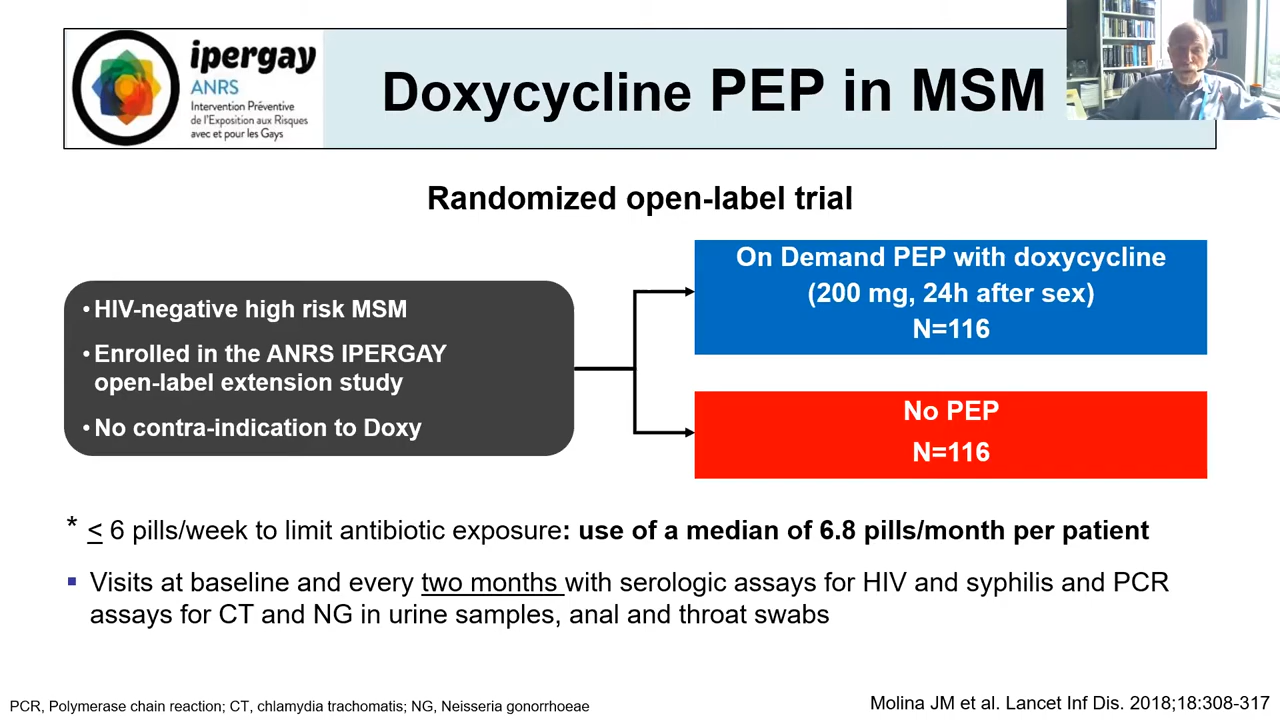 ipergay
ANRS
Intervention Préventive
de l'Exposition aux Risques
avec et pour les Gays
Doxycycline PEP in MSM
Randomized open-label trial
•HIV-negative high risk MSM
•Enrolled in the ANRS IPERGAY
open-label extension study
•No contra-indication to Doxy
On Demand PEP with doxycycline
(200 mg, 24h after sex)
N=116
No PEP
N=116
* ≤ 6 pills/week to limit antibiotic exposure: use of a median of 6.8 pills/month per patient
▪ Visits at baseline and every two months with serologic assays for HIV and syphilis and PCR
assays for CT and NG in urine samples, anal and throat swabs
PCR, Polymerase chain reaction; CT, chlamydia trachomatis; NG, Neisseria gonorrhoeae
Molina JM et al. Lancet Inf Dis. 2018;18:308-317